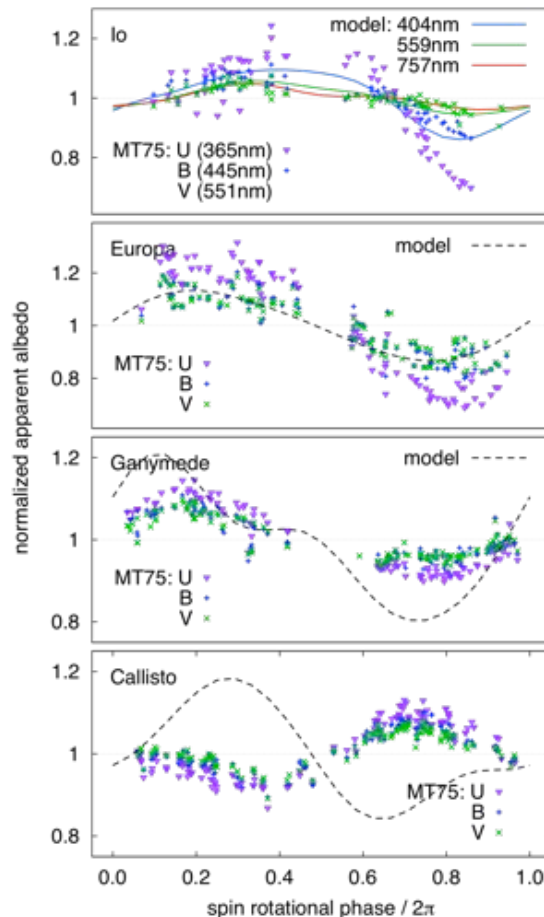 Io
model: 404nm
559nm
757nm
MT75: U (365nm)
B (445nm)
V (551nm)
1.2
1
0.8
Europa
model
MT75: U
B
V
1.2
1
0.8
normalized apparent albedo
Ganymede
model
MT75: U
B
V
1.2
1
0.8
Callisto
MT75: U
B
V
1.2
1
0.8
0.0 0.2 0.4 0.6 0.8 1.0
spin rotational phase / 2π